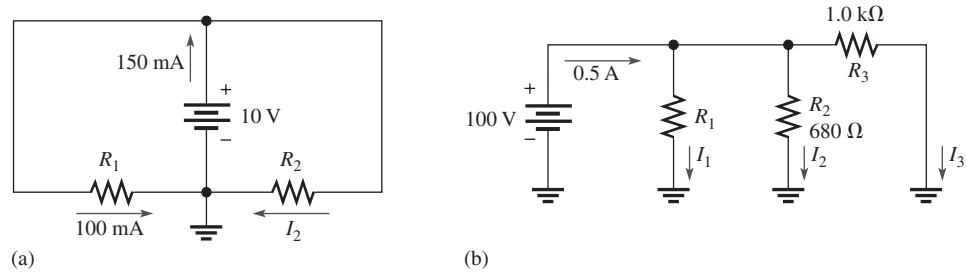 150 mA
+
10 V
−
R1
R2
100 mA
I2
(a)
1.0 kΩ
0.5 A
R3
+
100 V
−
R1
R2
680 Ω
I1
I2
I3
(b)